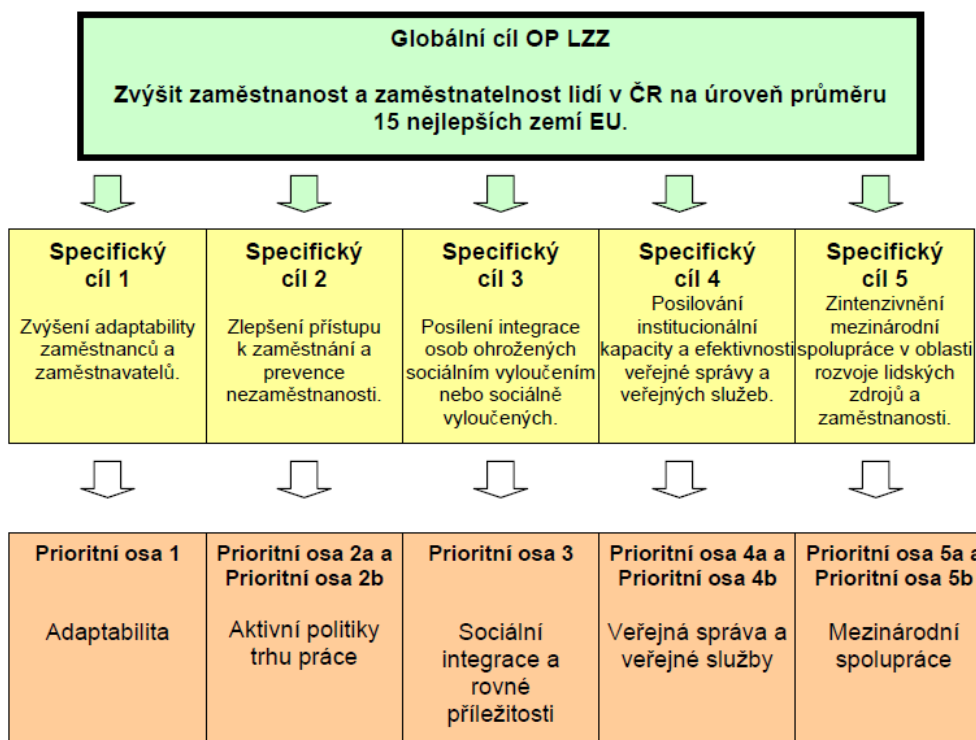 Globální cíl OP LZZ
Zvýšit zaměstnanost a zaměstnatelnost lidí v ČR na úroveň průměru
15 nejlepších zemí EU.
Specifický
cíl 1
Zvýšení adaptability
zaměstnanců a
zaměstnavatelů.
Specifický
cíl 2
Zlepšení přístupu
k zaměstnání a
prevence
nezaměstnanosti.
Specifický
cíl 3
Posílení integrace
osob ohrožených
sociálním vyloučením
nebo sociálně
vyloučených.
Specifický
cíl 4
Posilování
institucionální
kapacity a efektivnosti
veřejné správy a
veřejných služeb.
Specifický
cíl 5
Zintenzivnění
mezinárodní
spolupráce v oblasti
rozvoje lidských
zdrojů a
zaměstnanosti.
Prioritní osa 1
Adaptabilita
Prioritní osa 2a a
Prioritní osa 2b
Aktivní politiky
trhu práce
Prioritní osa 3
Sociální
integrace a
rovné
příležitosti
Prioritní osa 4a a
Prioritní osa 4b
Veřejná správa a
veřejné služby
Prioritní osa 5a a
Prioritní osa 5b
Mezinárodní
spolupráce